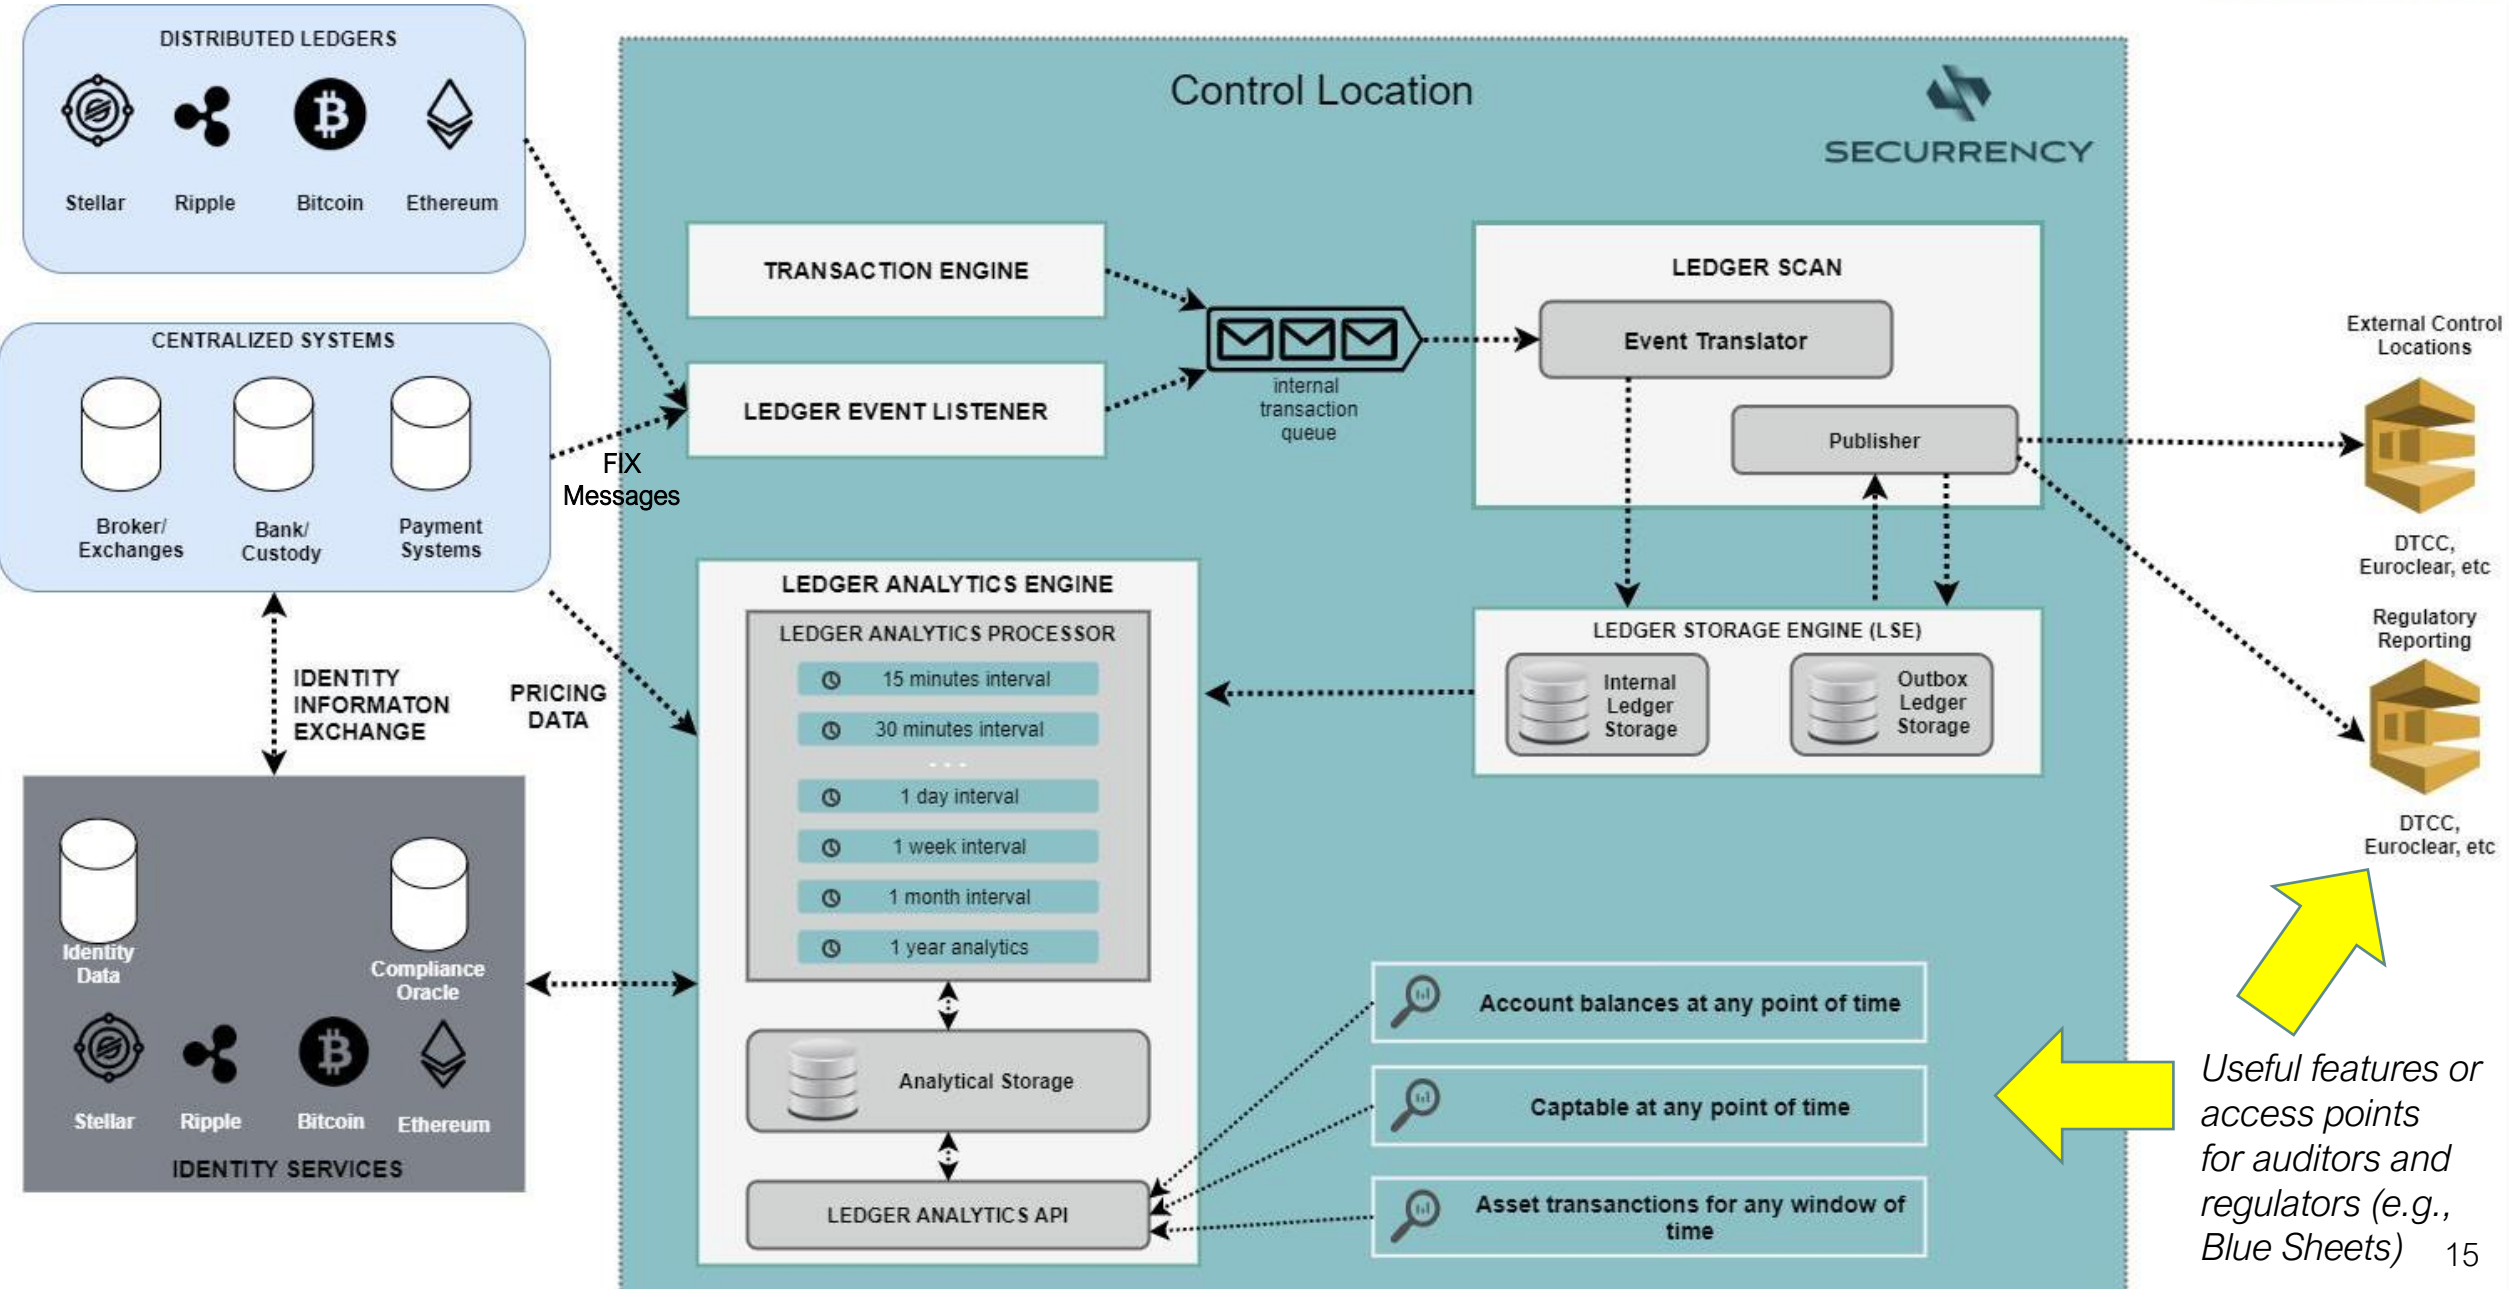 DISTRIBUTED LEDGERS
Stellar
Ripple
Bitcoin
Ethereum
CENTRALIZED SYSTEMS
Broker/
Exchanges
Bank/
Custody
Payment
Systems
FIX
Messages
IDENTITY
INFORMATON
EXCHANGE
PRICING
DATA
Identity
Data
Compliance
Oracle
Stellar
Ripple
Bitcoin
Ethereum
IDENTITY SERVICES
Control Location
SECURRENCY
TRANSACTION ENGINE
LEDGER EVENT LISTENER
internal
transaction
queue
LEDGER SCAN
Event Translator
Publisher
LEDGER ANALYTICS ENGINE
LEDGER ANALYTICS PROCESSOR
15 minutes interval
30 minutes interval
- - -
1 day interval
1 week interval
1 month interval
1 year analytics
Analytical Storage
LEDGER ANALYTICS API
LEDGER STORAGE ENGINE (LSE)
Internal
Ledger
Storage
Outbox
Ledger
Storage
Account balances at any point of time
Captable at any point of time
Asset transanctions for any window of
time
External Control
Locations
DTCC,
Euroclear, etc
Regulatory
Reporting
DTCC,
Euroclear, etc
Useful features or
access points
for auditors and
regulators (e.g.,
Blue Sheets)
15